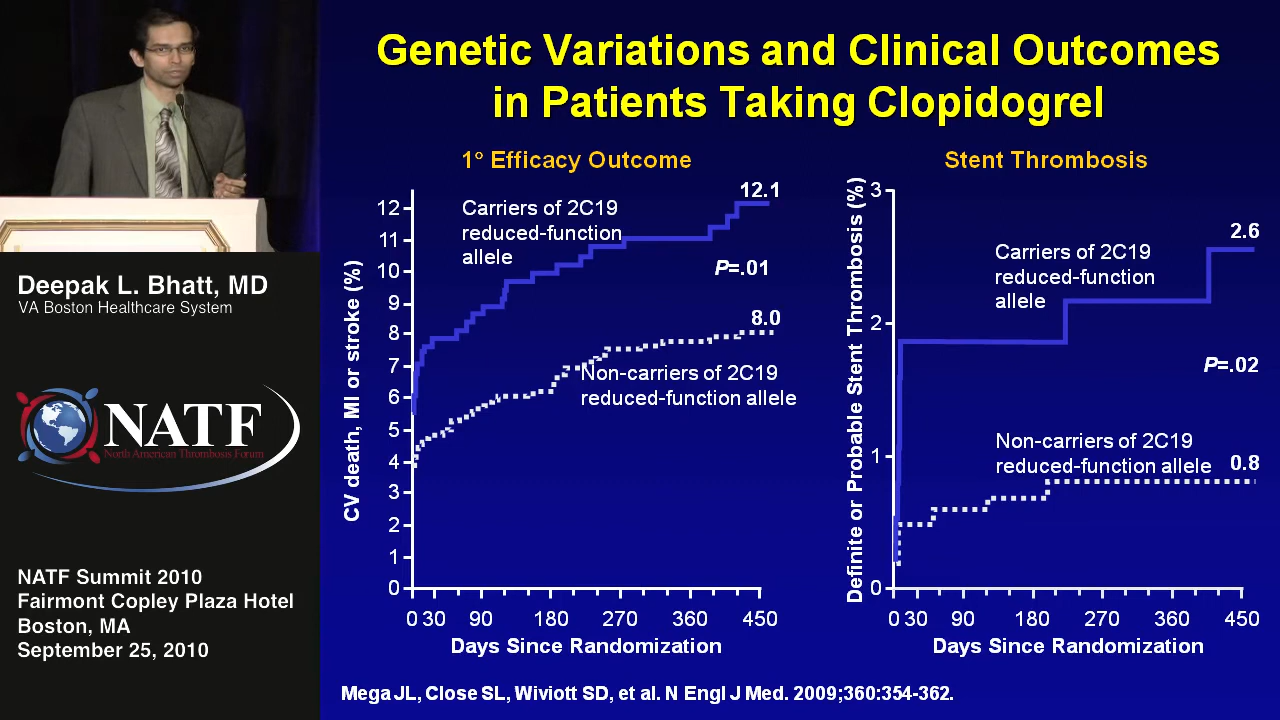 Genetic Variations and Clinical Outcomes
in Patients Taking Clopidogrel
1° Efficacy Outcome
CV death, MI or stroke (%)
12
11
10
9
8
7
6
5
4
3
2
1
0
Carriers of 2C19
reduced-function
allele
12.1
P=.01
8.0
Non-carriers of 2C19
reduced-function allele
0 30 90 180 270 360 450
Days Since Randomization
Stent Thrombosis
Definite or Probable Stent Thrombosis (%)
3
2
1
0
Carriers of 2C19
reduced-function
allele
2.6
P=.02
Non-carriers of 2C19
reduced-function allele
0.8
0 30 90 180 270 360 450
Days Since Randomization
Mega JL, Close SL, Wiviott SD, et al. N Engl J Med. 2009;360:354-362.
Deepak L. Bhatt, MD
VA Boston Healthcare System
NATF
North American Thrombosis Forum
NATF Summit 2010
Fairmont Copley Plaza Hotel
Boston, MA
September 25, 2010